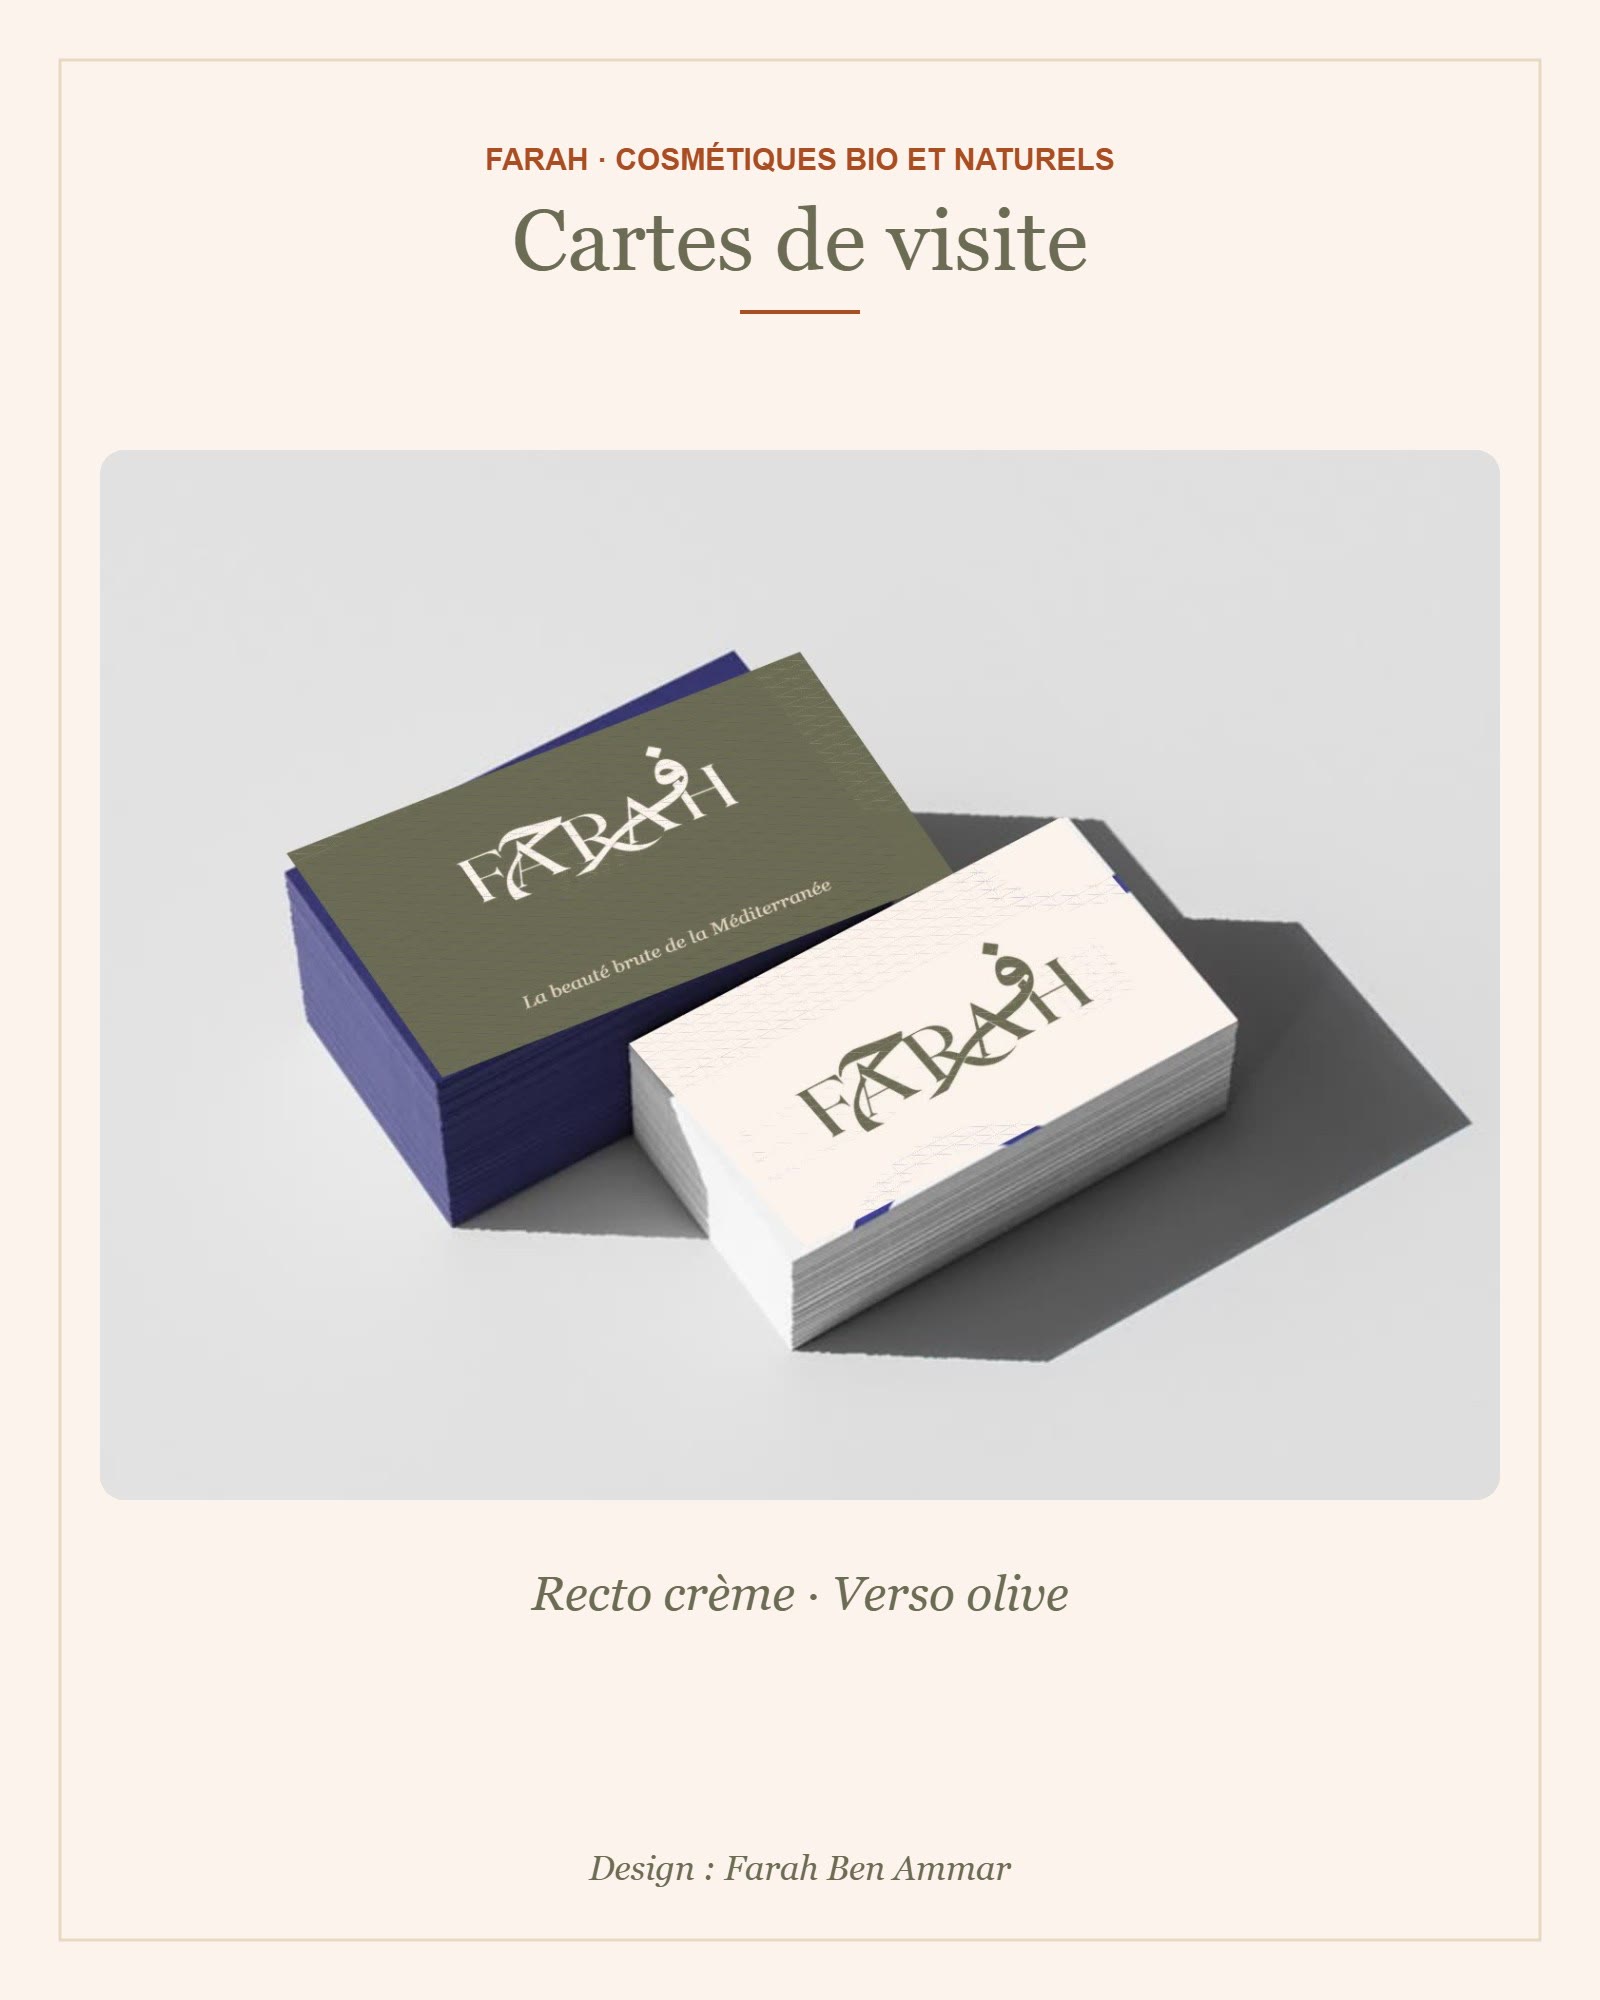 FARAH · COSMÉTIQUES BIO ET NATURELS
Cartes de visite
FARAH
ف
La beauté brute de la Méditerranée
FARAH
ف
Recto crème · Verso olive
Design : Farah Ben Ammar